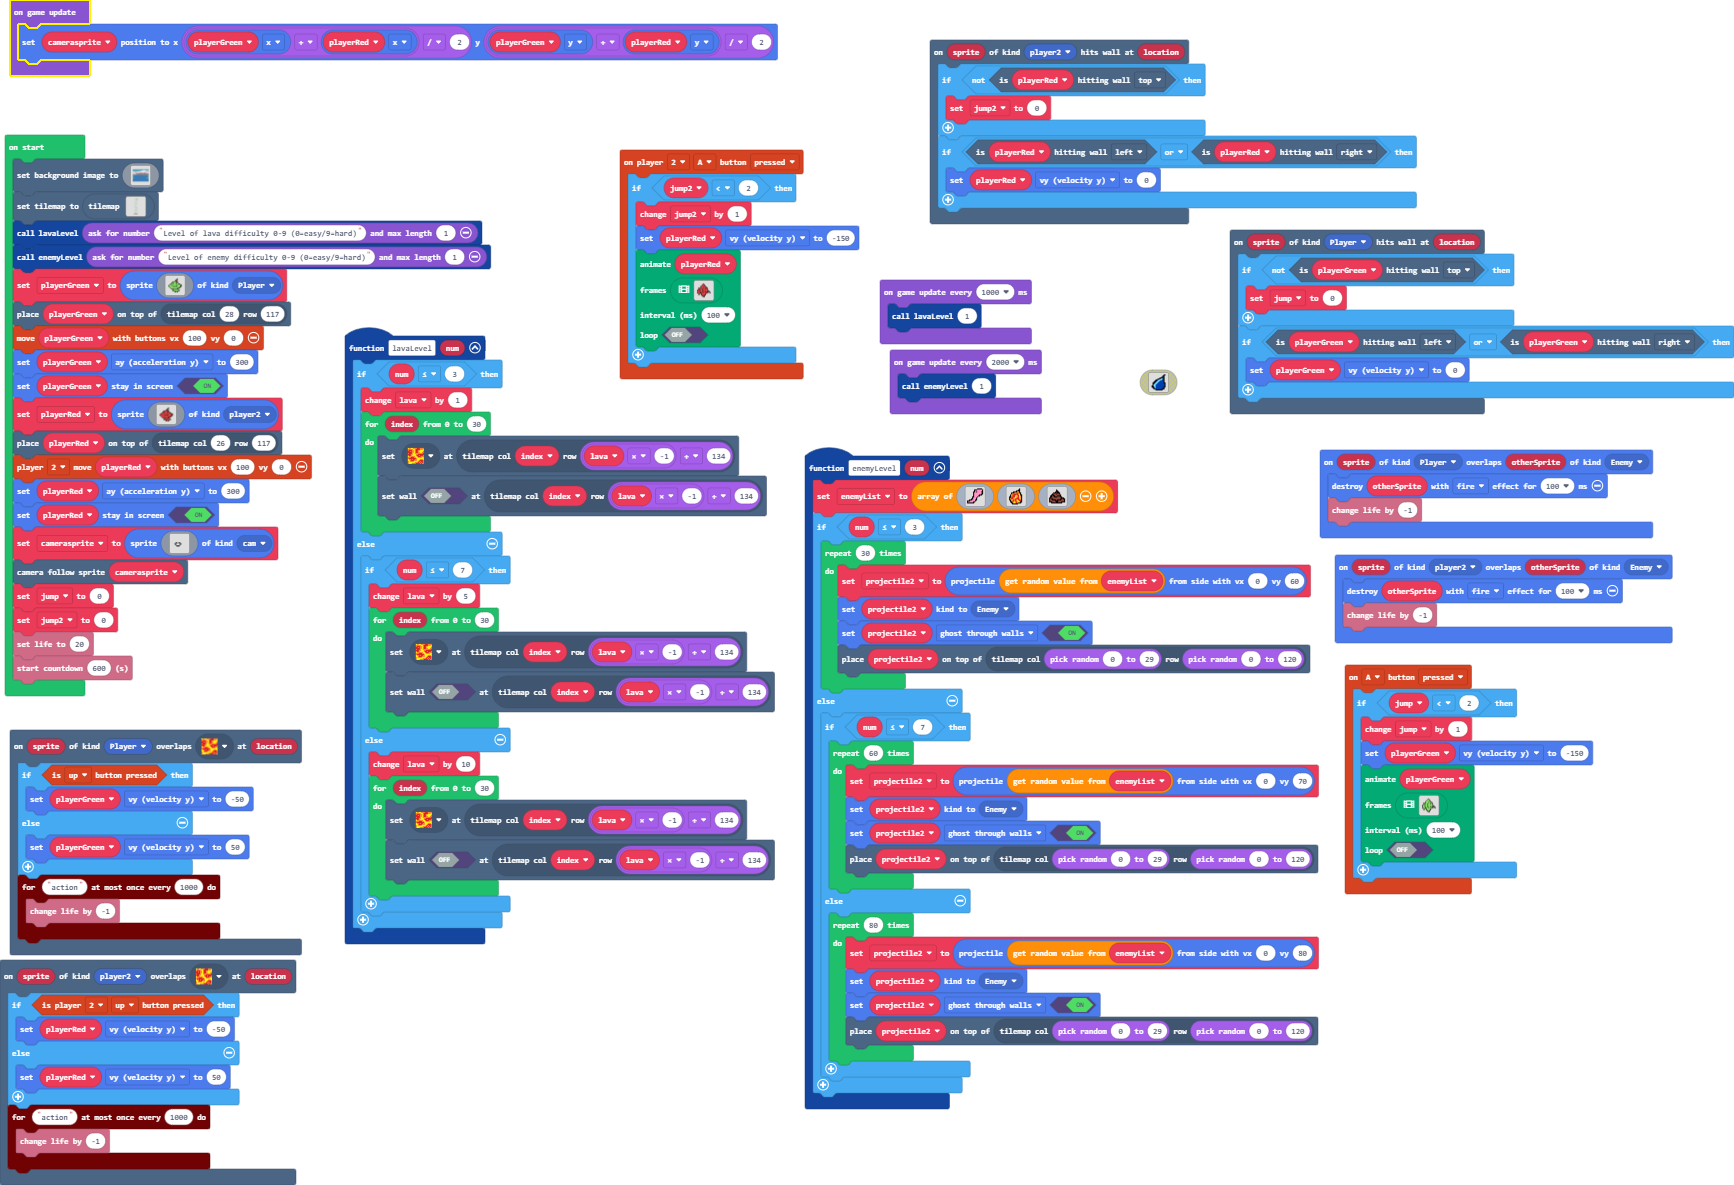 on game update
set camerasprite position to x playerGreen x + playerRed x / 2 y playerGreen y + playerRed y / 2
on start
set background image to
set tilemap to tilemap
call lavaLevel ask for number "Level of lava difficulty 0-9 (0=easy/9=hard)" and max length 1
call enemyLevel ask for number "Level of enemy difficulty 0-9 (0=easy/9=hard)" and max length 1
set playerGreen to sprite of kind Player
place playerGreen on top of tilemap col 28 row 117
move playerGreen with buttons vx 100 vy 0
set playerGreen ay (acceleration y) to 300
set playerGreen stay in screen ON
set playerRed to sprite of kind player2
place playerRed on top of tilemap col 26 row 117
player 2 move playerRed with buttons vx 100 vy 0
set playerRed ay (acceleration y) to 300
set playerRed stay in screen ON
set camerasprite to sprite of kind cam
camera follow sprite camerasprite
set jump to 0
set jump2 to 0
set life to 20
start countdown 600 (s)
on sprite of kind Player overlaps at location
if is up button pressed then
set playerGreen vy (velocity y) to -50
else
set playerGreen vy (velocity y) to 50
for "action" at most once every 1000 do
change life by -1
on sprite of kind player2 overlaps at location
if is player 2 up button pressed then
set playerRed vy (velocity y) to -50
else
set playerRed vy (velocity y) to 50
for "action" at most once every 1000 do
change life by -1
function lavaLevel num
if num ≤ 3 then
change lava by 1
for index from 0 to 30
do
set at tilemap col index row lava × -1 + 134
set wall OFF at tilemap col index row lava × -1 + 134
else
if num ≤ 7 then
change lava by 5
for index from 0 to 30
do
set at tilemap col index row lava × -1 + 134
set wall OFF at tilemap col index row lava × -1 + 134
else
change lava by 10
for index from 0 to 30
do
set at tilemap col index row lava × -1 + 134
set wall OFF at tilemap col index row lava × -1 + 134
on player 2 A button pressed
if jump2 < 2 then
change jump2 by 1
set playerRed vy (velocity y) to -150
animate playerRed
frames
interval (ms) 100
loop OFF
on game update every 1000 ms
call lavaLevel 1
on game update every 2000 ms
call enemyLevel 1
function enemyLevel num
set enemyList to array of
if num ≤ 3 then
repeat 30 times
do
set projectile2 to projectile get random value from enemyList from side with vx 0 vy 60
set projectile2 kind to Enemy
set projectile2 ghost through walls ON
place projectile2 on top of tilemap col pick random 0 to 29 row pick random 0 to 120
else
if num ≤ 7 then
repeat 60 times
do
set projectile2 to projectile get random value from enemyList from side with vx 0 vy 70
set projectile2 kind to Enemy
set projectile2 ghost through walls ON
place projectile2 on top of tilemap col pick random 0 to 29 row pick random 0 to 120
else
repeat 80 times
do
set projectile2 to projectile get random value from enemyList from side with vx 0 vy 80
set projectile2 kind to Enemy
set projectile2 ghost through walls ON
place projectile2 on top of tilemap col pick random 0 to 29 row pick random 0 to 120
on sprite of kind player2 hits wall at location
if not is playerRed hitting wall top then
set jump2 to 0
if is playerRed hitting wall left or is playerRed hitting wall right then
set playerRed vy (velocity y) to 0
on sprite of kind Player hits wall at location
if not is playerGreen hitting wall top then
set jump to 0
if is playerGreen hitting wall left or is playerGreen hitting wall right then
set playerGreen vy (velocity y) to 0
on sprite of kind Player overlaps otherSprite of kind Enemy
destroy otherSprite with fire effect for 100 ms
change life by -1
on sprite of kind player2 overlaps otherSprite of kind Enemy
destroy otherSprite with fire effect for 100 ms
change life by -1
on A button pressed
if jump < 2 then
change jump by 1
set playerGreen vy (velocity y) to -150
animate playerGreen
frames
interval (ms) 100
loop OFF